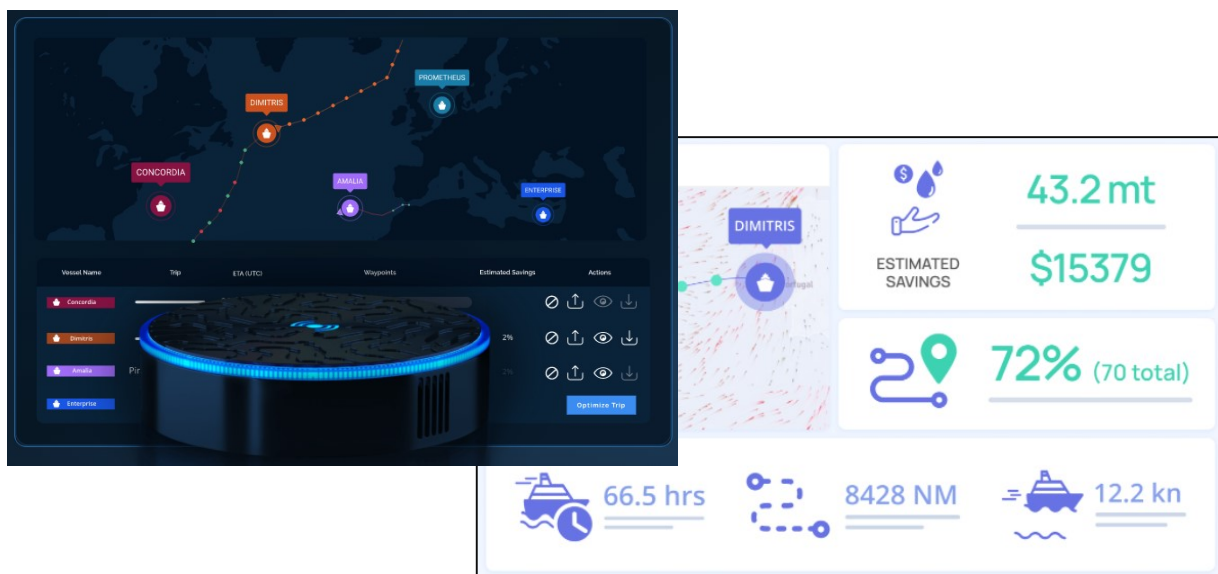 PROMETHEUS
DIMITRIS
CONCORDIA
AMALIA
ENTERPRISE
Vessel Name Trip ETA (UTC) Waypoints Estimated Savings Actions
Concordia
Dimitris 2%
Amalia Pir 2%
Enterprise Optimize Trip
DIMITRIS
43.2 mt
ESTIMATED
SAVINGS
$15379
72% (70 total)
66.5 hrs 8428 NM 12.2 kn